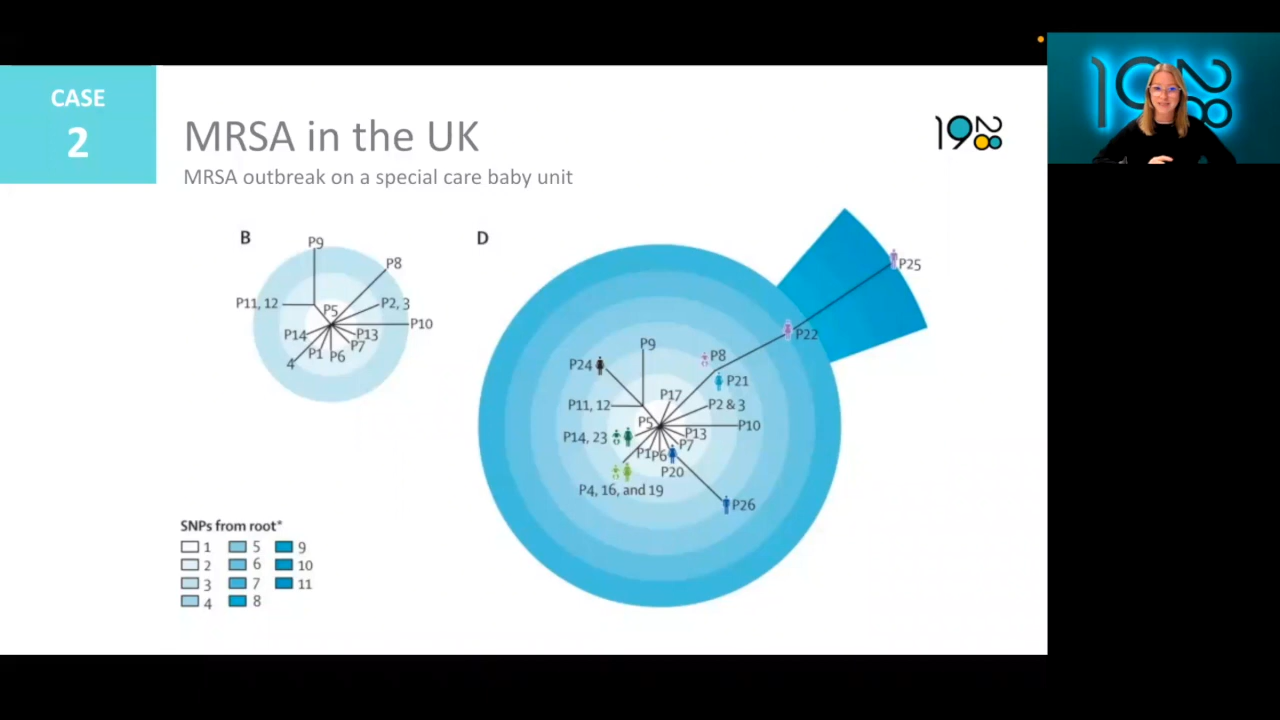 CASE
2
MRSA in the UK
MRSA outbreak on a special care baby unit
1928
1928
B
P9
P8
P11, 12
P5
P2, 3
P10
P14
P13
P7
P1
P6
4
D
P25
P22
P9
P8
P24
P21
P17
P11, 12
P2 & 3
P5
P10
P14, 23
P13
P7
P1
P6
P20
P4, 16, and 19
P26
SNPs from root*
1
2
3
4
5
6
7
8
9
10
11